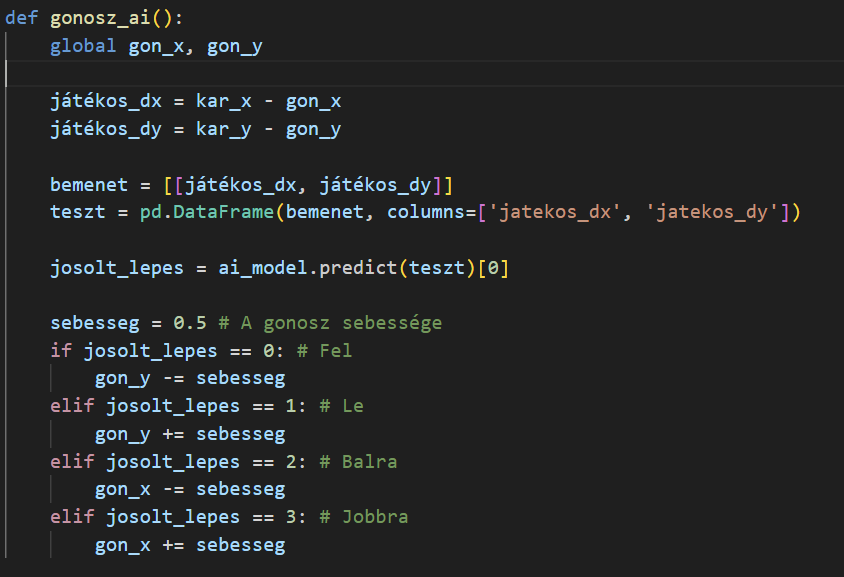 def gonosz_ai():
    global gon_x, gon_y

    játékos_dx = kar_x - gon_x
    játékos_dy = kar_y - gon_y

    bemenet = [[játékos_dx, játékos_dy]]
    teszt = pd.DataFrame(bemenet, columns=['jatekos_dx', 'jatekos_dy'])

    josolt_lepes = ai_model.predict(teszt)[0]

    sebesseg = 0.5 # A gonosz sebessége
    if josolt_lepes == 0: # Fel
        gon_y -= sebesseg
    elif josolt_lepes == 1: # Le
        gon_y += sebesseg
    elif josolt_lepes == 2: # Balra
        gon_x -= sebesseg
    elif josolt_lepes == 3: # Jobbra
        gon_x += sebesseg